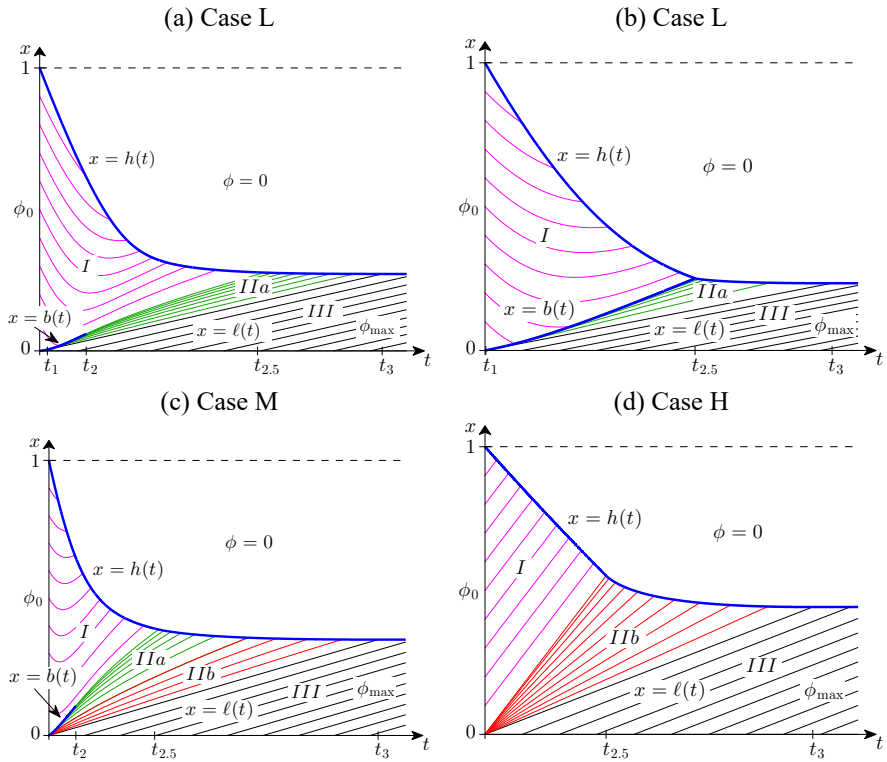 (a) Case L
x
1
x = h(t)
ϕ = 0
ϕ₀
I
IIa
x = b(t)
III
x = ℓ(t)
ϕmax
0
t
t₁
t₂
t₂.₅
t₃
(b) Case L
x
1
x = h(t)
ϕ = 0
ϕ₀
I
x = b(t)
IIa
III
x = ℓ(t)
ϕmax
0
t
t₁
t₂.₅
t₃
(c) Case M
x
1
ϕ = 0
x = h(t)
ϕ₀
I
IIa
x = b(t)
IIb
III
x = ℓ(t)
ϕmax
0
t
t₂
t₂.₅
t₃
(d) Case H
x
1
x = h(t)
ϕ = 0
I
ϕ₀
IIb
III
x = ℓ(t)
ϕmax
0
t
t₂.₅
t₃